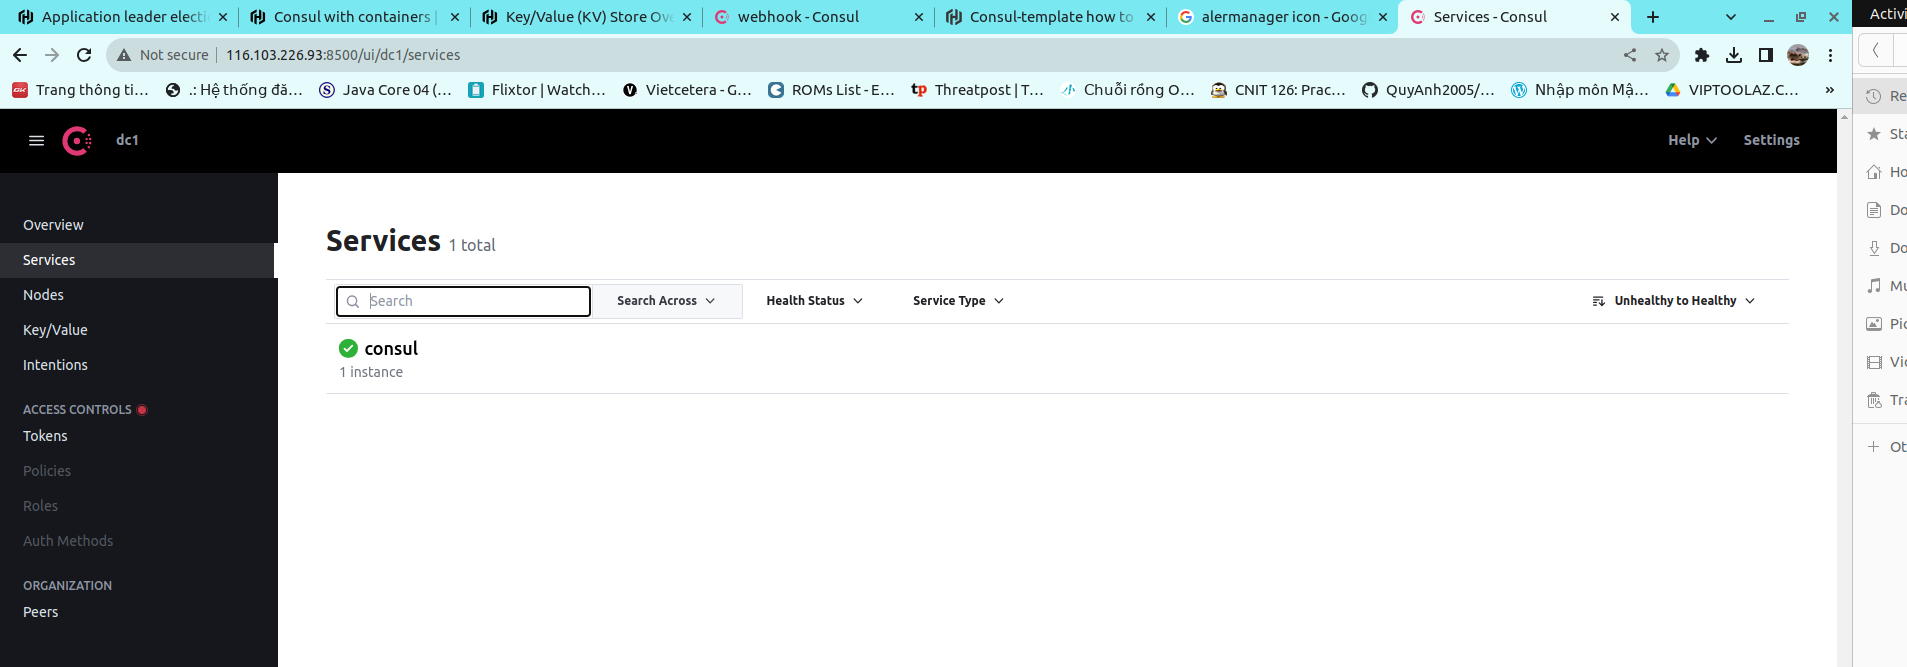 Application leader electi
Consul with containers |
Key/Value (KV) Store Ove
webhook - Consul
Consul-template how to
alermanager icon - Goog
Services - Consul
Activi
Not secure
116.103.226.93:8500/ui/dc1/services
Trang thông ti...
.: Hệ thống đă...
Java Core 04 (...
Flixtor | Watch...
Vietcetera - G...
ROMs List - E...
Threatpost | T...
Chuỗi rồng O...
CNIT 126: Prac...
QuyAnh2005/...
Nhập môn Mậ...
VIPTOOLAZ.C...
»
dc1
Help
Settings
Overview
Services
Nodes
Key/Value
Intentions
ACCESS CONTROLS
Tokens
Policies
Roles
Auth Methods
ORGANIZATION
Peers
Services 1 total
Search
Search Across
Health Status
Service Type
Unhealthy to Healthy
consul
1 instance
Re
Sta
Ho
Do
Do
Mu
Pic
Vic
Tra
Ot